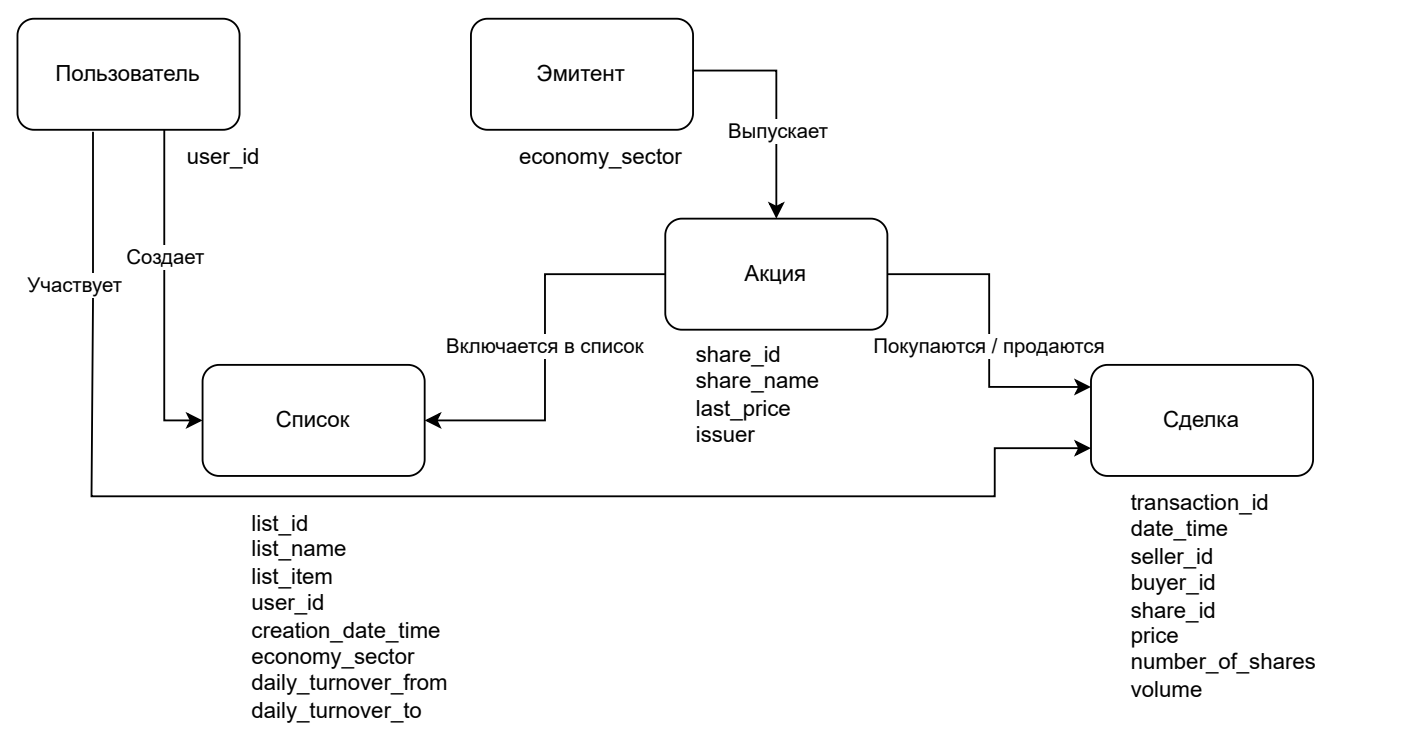 Пользователь
Эмитент
Выпускает
user_id
economy_sector
Создает
Участвует
Акция
Включается в список
Покупаются / продаются
share_id
share_name
last_price
issuer
Список
Сделка
list_id
list_name
list_item
user_id
creation_date_time
economy_sector
daily_turnover_from
daily_turnover_to
transaction_id
date_time
seller_id
buyer_id
share_id
price
number_of_shares
volume